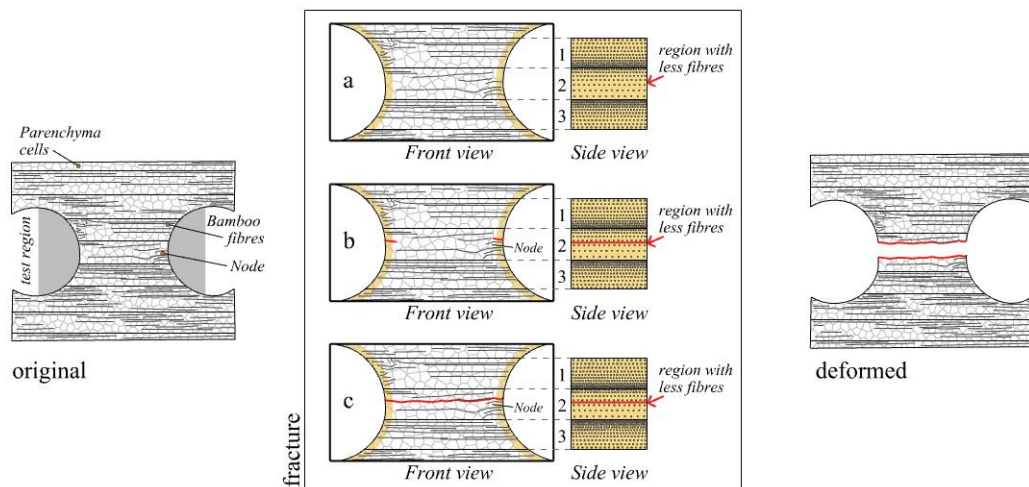 Parenchyma
cells
test region
Bamboo
fibres
Node
original
fracture
a
1
2
3
region with
less fibres
Front view
Side view
b
Node
1
2
3
region with
less fibres
Front view
Side view
c
Node
1
2
3
region with
less fibres
Front view
Side view
deformed